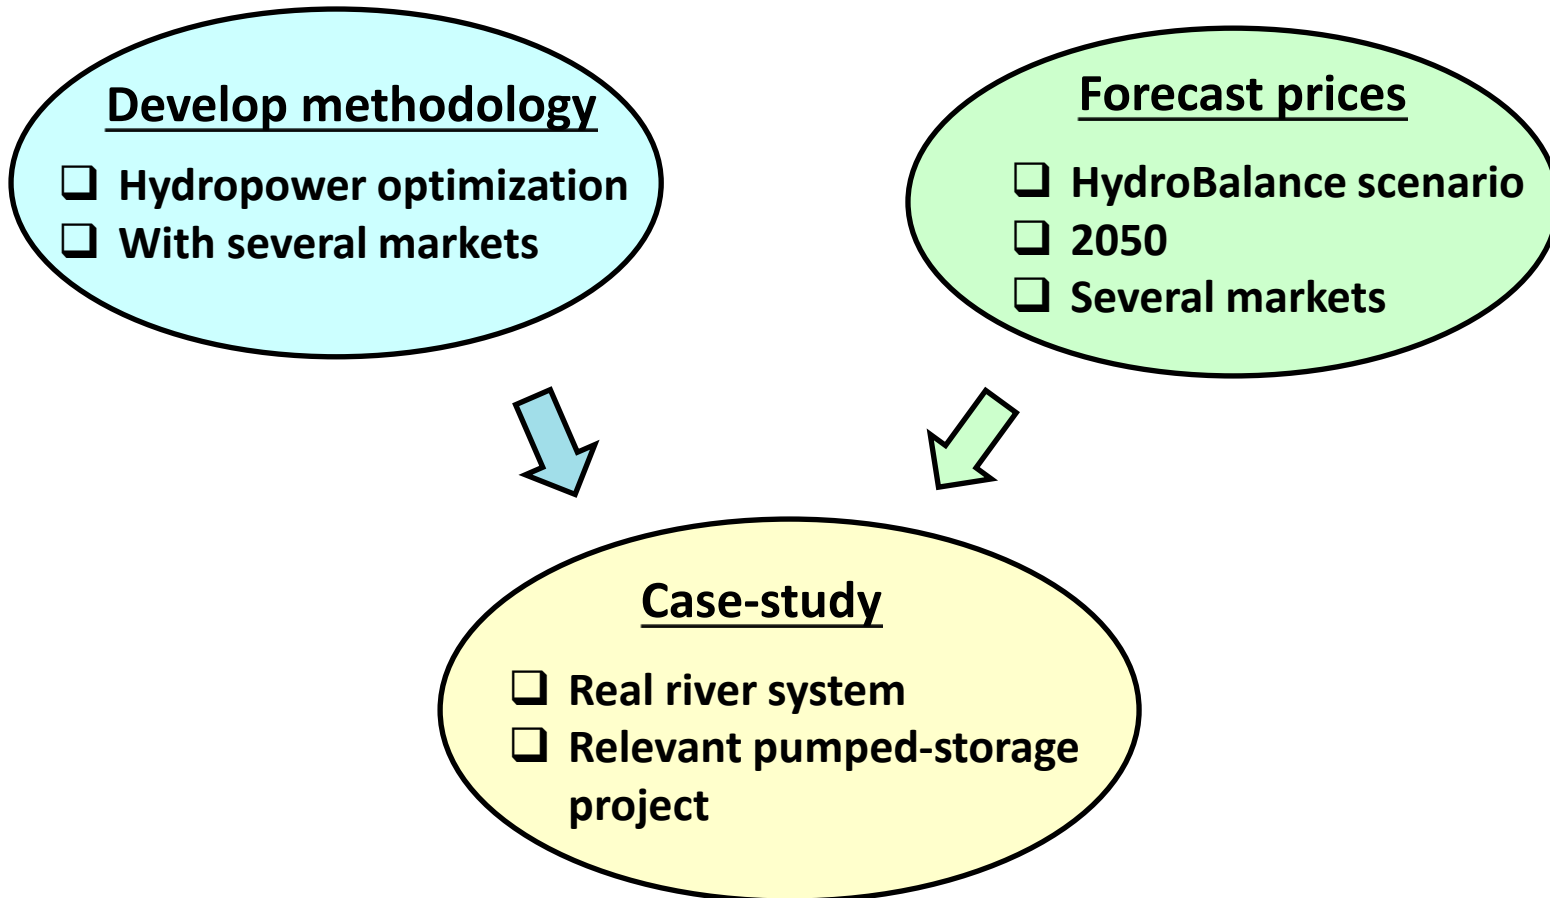 Develop methodology
❑ Hydropower optimization
❑ With several markets
Forecast prices
❑ HydroBalance scenario
❑ 2050
❑ Several markets
Case-study
❑ Real river system
❑ Relevant pumped-storage
project